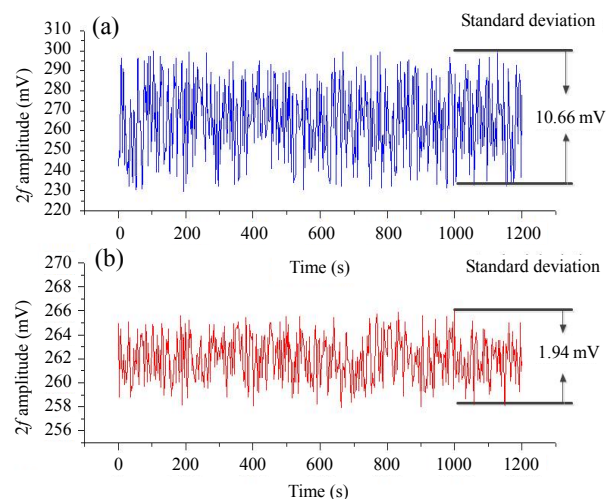 (a)
Standard deviation
310
300
290
280
270
260
250
240
230
220
2f amplitude (mV)
10.66 mV
0 200 400 600 800 1000 1200
Time (s)
(b)
Standard deviation
270
268
266
264
262
260
258
256
254
2f amplitude (mV)
1.94 mV
0 200 400 600 800 1000 1200
Time (s)